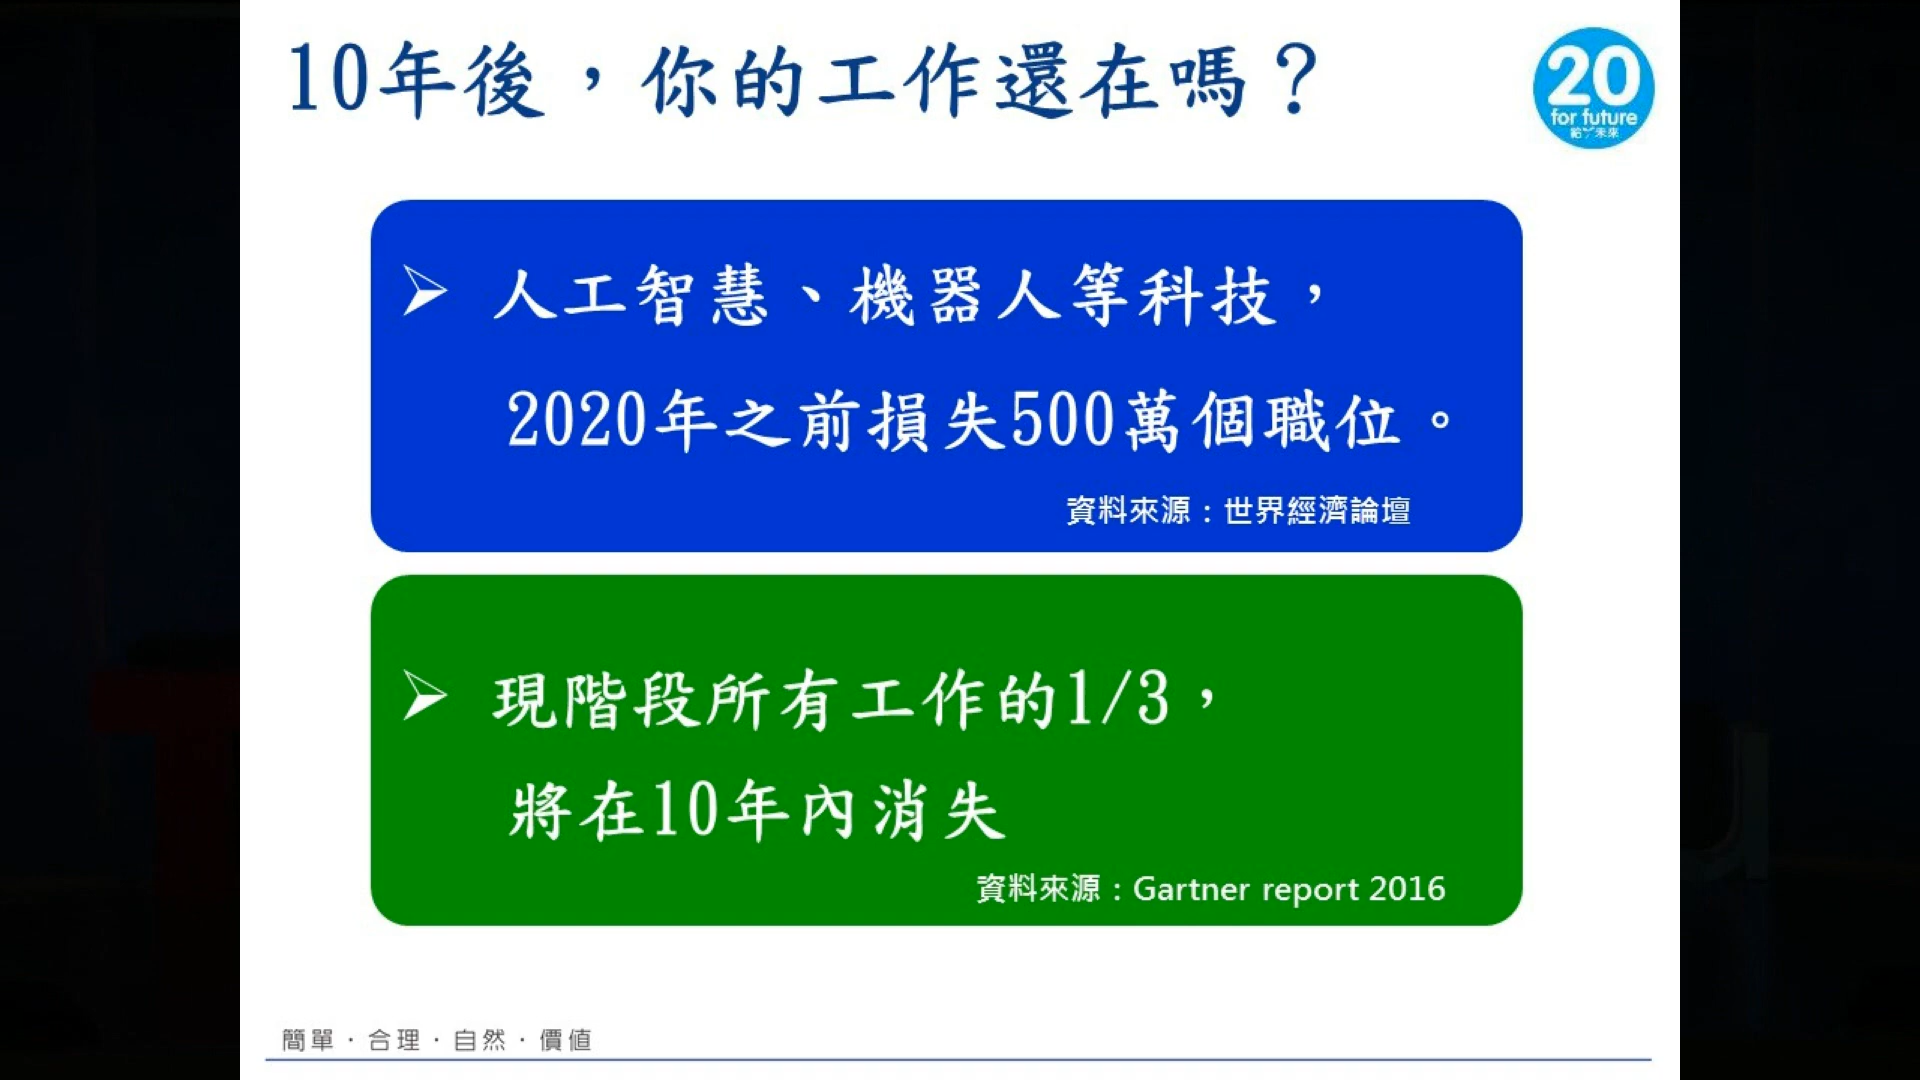 10年後，你的工作還在嗎？
20
for future
給丫未來
人工智慧、機器人等科技，
2020年之前損失500萬個職位。
資料來源：世界經濟論壇
現階段所有工作的1/3，
將在10年內消失
資料來源：Gartner report 2016
簡單．合理．自然．價值